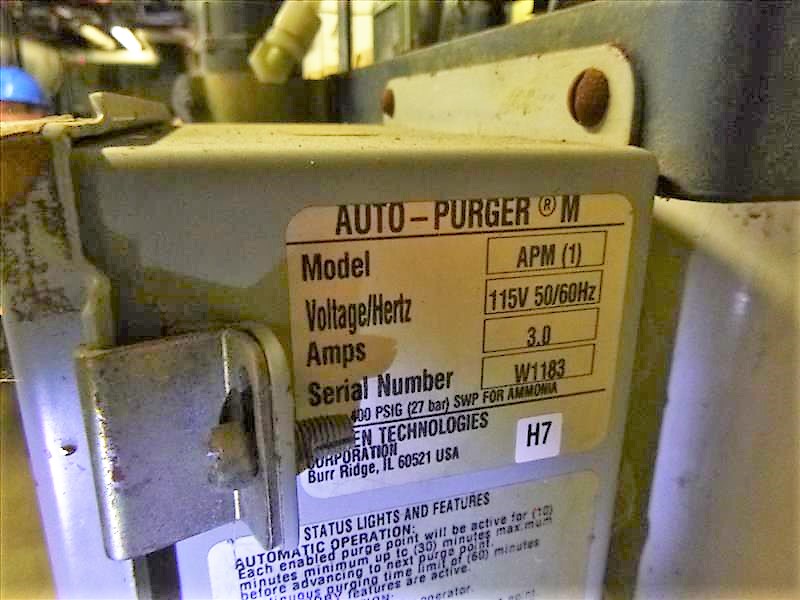 AUTO-PURGER ® M
Model APM (1)
Voltage/Hertz 115V 50/60Hz
Amps 3.0
Serial Number W1183
400 PSIG (27 bar) SWP FOR AMMONIA
EN TECHNOLOGIES
CORPORATION
Burr Ridge, IL 60521 USA
H7
STATUS LIGHTS AND FEATURES
AUTOMATIC OPERATION:
Each enabled purge point will be active for (10)
minutes minimum up to (30) minutes maximum
before advancing to next purge point.
purging time limit of (60) minutes
features are active.
operator.